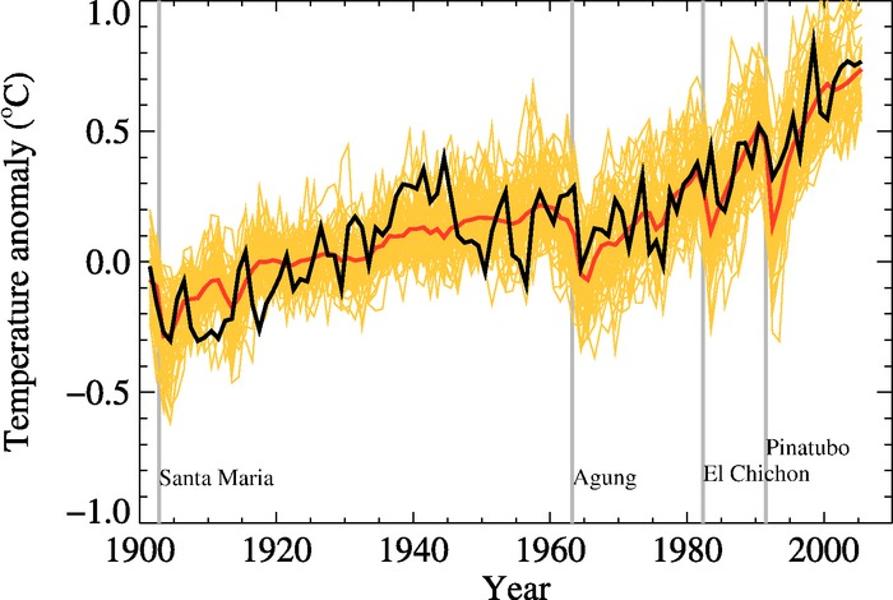 1.0
0.5
0.0
−0.5
−1.0
Temperature anomaly (°C)
Santa Maria
Agung
El Chichon
Pinatubo
1900 1920 1940 1960 1980 2000
Year